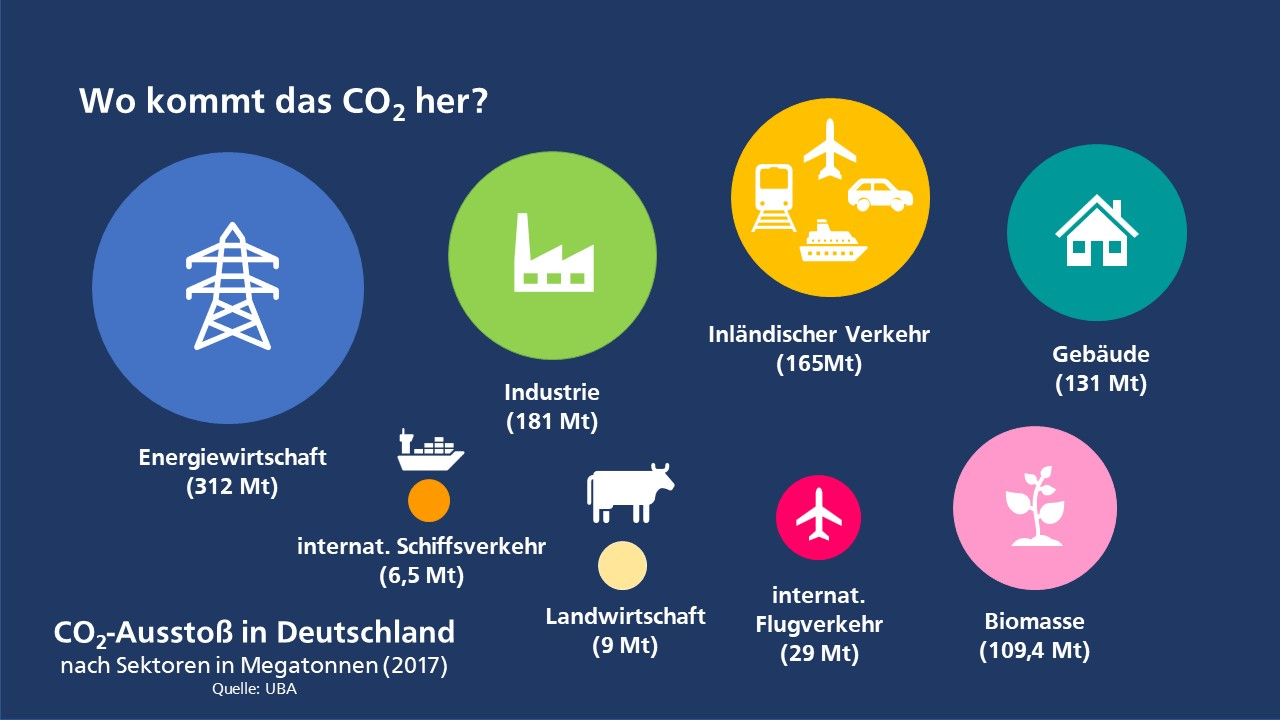 Wo kommt das CO₂ her?
Energiewirtschaft
(312 Mt)
Industrie
(181 Mt)
Inländischer Verkehr
(165Mt)
Gebäude
(131 Mt)
internat. Schiffsverkehr
(6,5 Mt)
Landwirtschaft
(9 Mt)
internat.
Flugverkehr
(29 Mt)
Biomasse
(109,4 Mt)
CO₂-Ausstoß in Deutschland
nach Sektoren in Megatonnen (2017)
Quelle: UBA